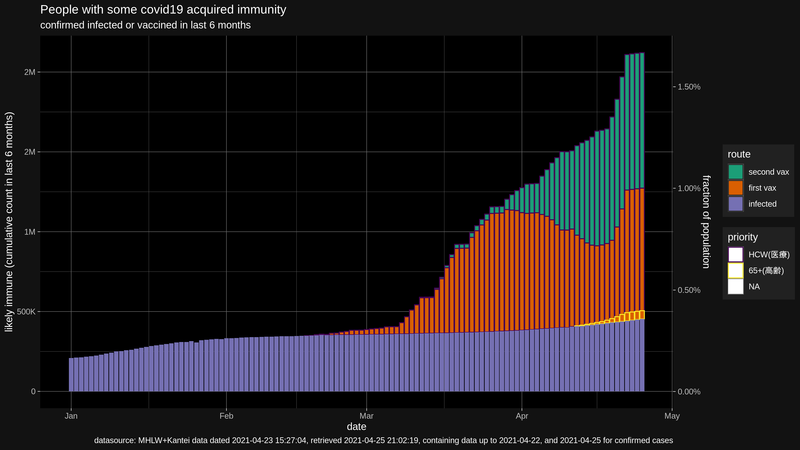 People with some covid19 acquired immunity
confirmed infected or vaccined in last 6 months
likely immune (cumulative count in last 6 months)
2M
2M
1M
500K
0
1.50%
1.00%
0.50%
0.00%
fraction of population
Jan
Feb
Mar
Apr
May
date
route
second vax
first vax
infected
priority
HCW(医療)
65+(高齢)
NA
datasource: MHLW+Kantei data dated 2021-04-23 15:27:04, retrieved 2021-04-25 21:02:19, containing data up to 2021-04-22, and 2021-04-25 for confirmed cases